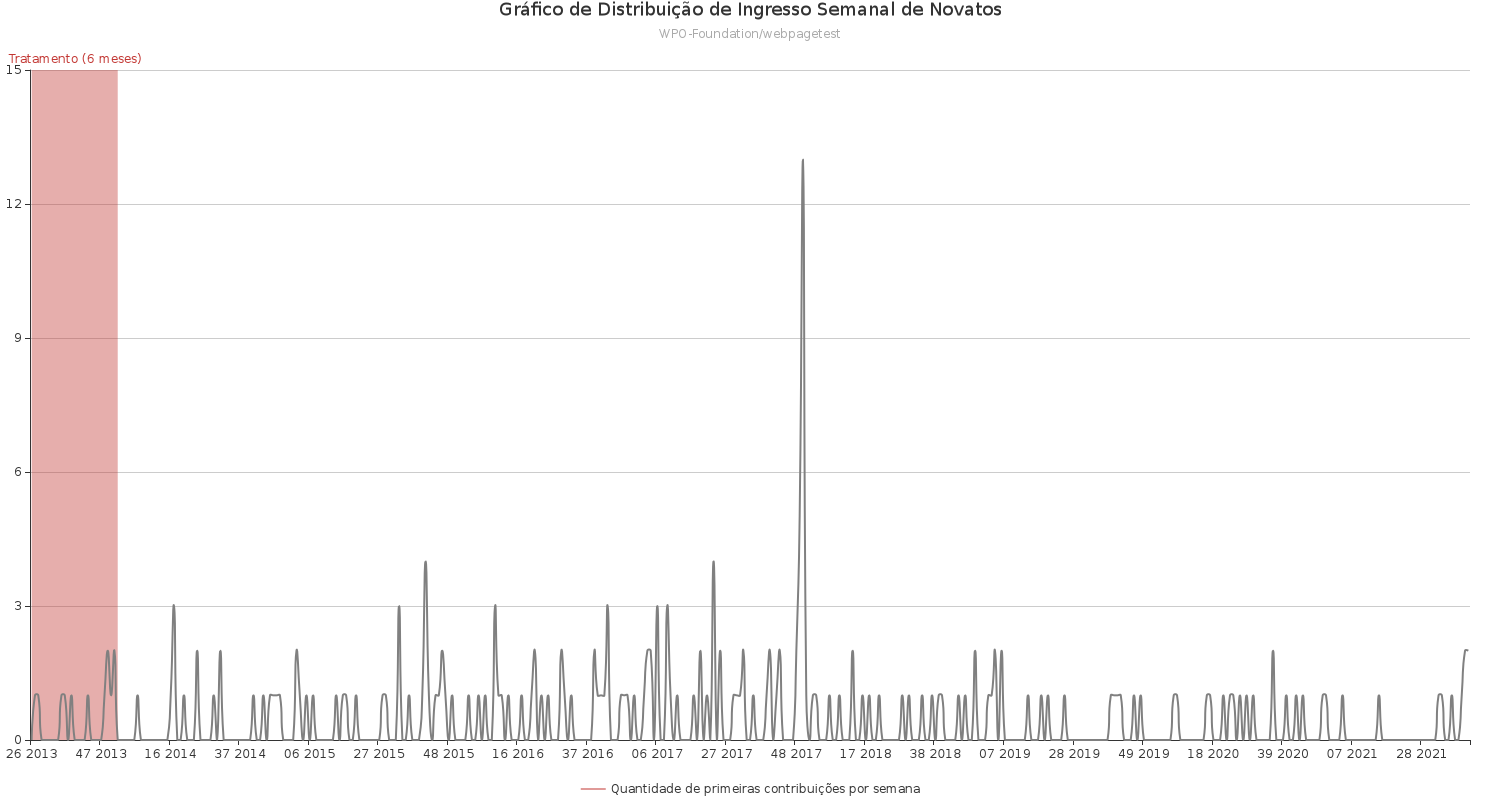 Gráfico de Distribuição de Ingresso Semanal de Novatos
WPO-Foundation/webpagetest
Tratamento (6 meses)
15
12
9
6
3
0
26 2013 47 2013 16 2014 37 2014 06 2015 27 2015 48 2015 16 2016 37 2016 06 2017 27 2017 48 2017 17 2018 38 2018 07 2019 28 2019 49 2019 18 2020 39 2020 07 2021 28 2021
Quantidade de primeiras contribuições por semana